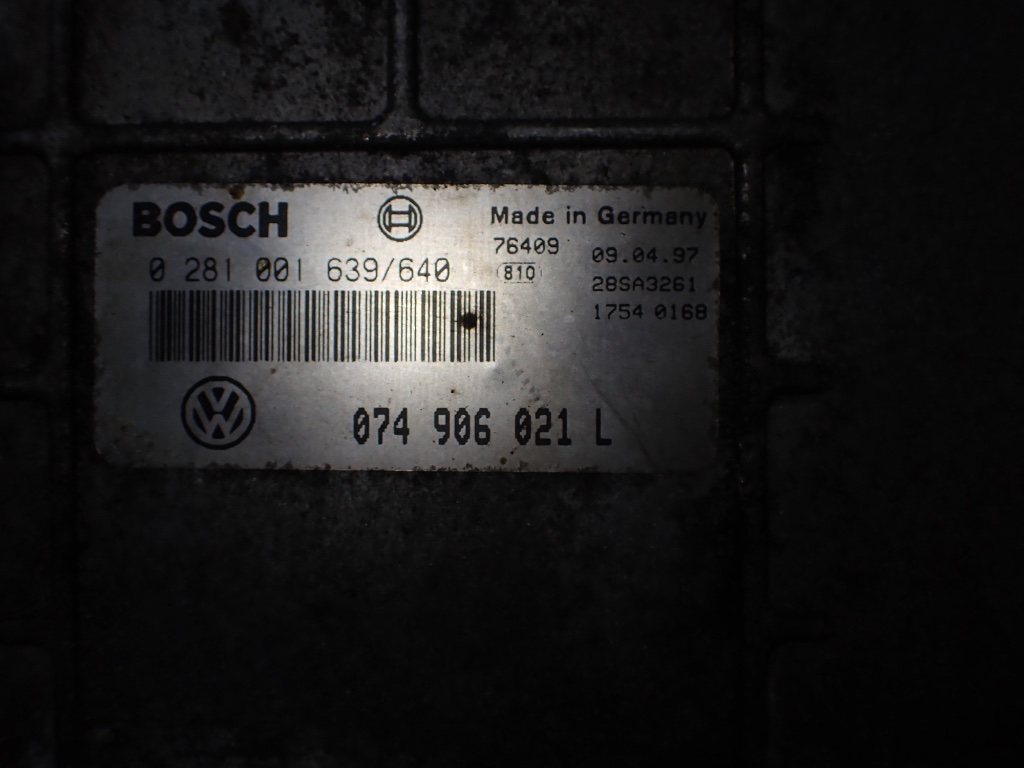 BOSCH
Made in Germany
0 281 001 639/640
76409
810
09.04.97
28SA3261
1754 0168
074 906 021 L